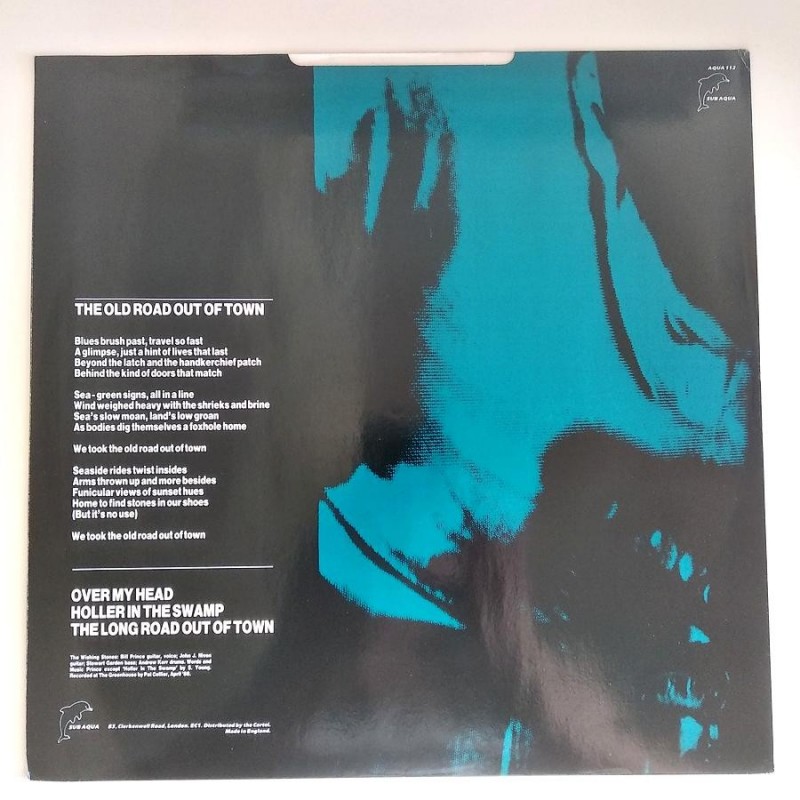 AQUA 112
SUB AQUA
THE OLD ROAD OUT OF TOWN
Blues brush past, travel so fast
A glimpse, just a hint of lives that last
Beyond the latch and the handkerchief patch
Behind the kind of doors that match
Sea-green signs, all in a line
Wind weighed heavy with the shrieks and brine
Sea's slow moan, land's low groan
As bodies dig themselves a foxhole home
We took the old road out of town
Seaside rides twist insides
Arms thrown up and more besides
Funicular views of sunset hues
Home to find stones in our shoes
(But it's no use)
We took the old road out of town
OVER MY HEAD
HOLLER IN THE SWAMP
THE LONG ROAD OUT OF TOWN
The Wishing Stones: Bill Prince guitar, voice; John J. Niven
guitar; Stewart Garden bass; Andrew Kerr drums. Words and
Music Prince except 'Holler In The Swamp' by S. Young.
Recorded at The Greenhouse by Pat Collier, April '86.
SUB AQUA
83, Clerkenwell Road, London, EC1. Distributed by the Cartel.
Made in England.